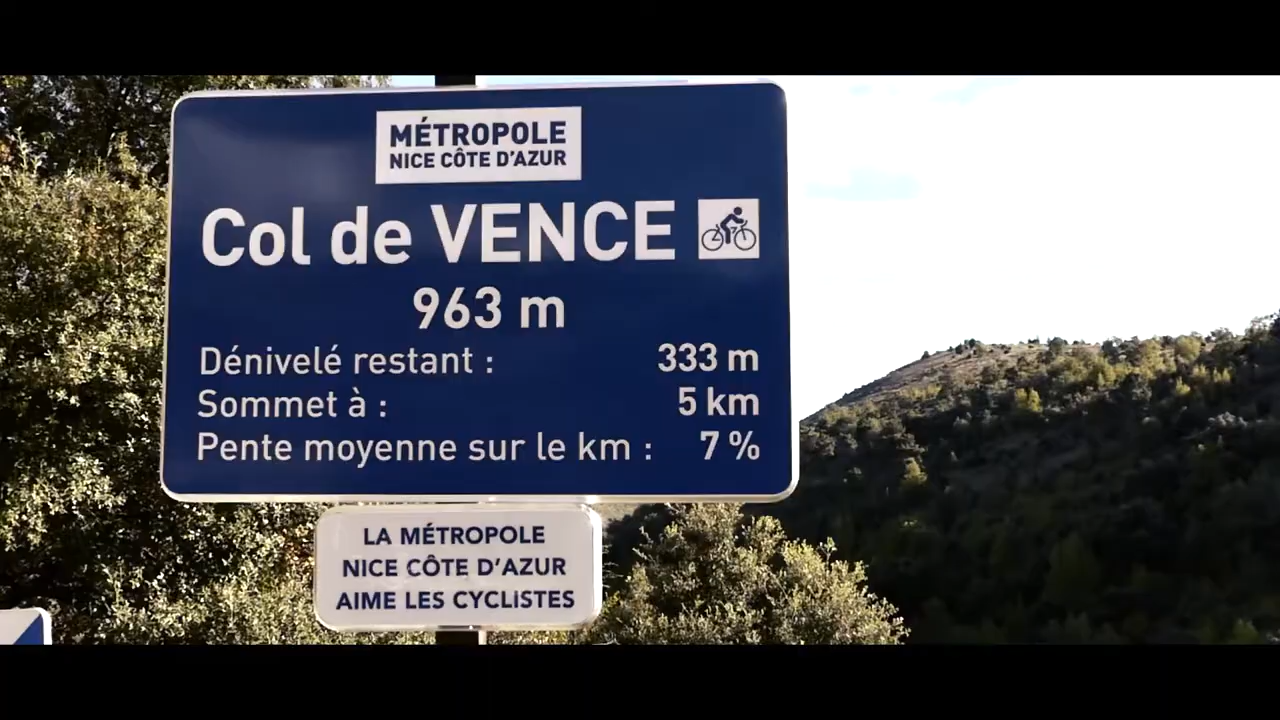 MÉTROPOLE
NICE CÔTE D'AZUR
Col de VENCE
963 m
Dénivelé restant : 333 m
Sommet à : 5 km
Pente moyenne sur le km : 7 %
LA MÉTROPOLE
NICE CÔTE D'AZUR
AIME LES CYCLISTES